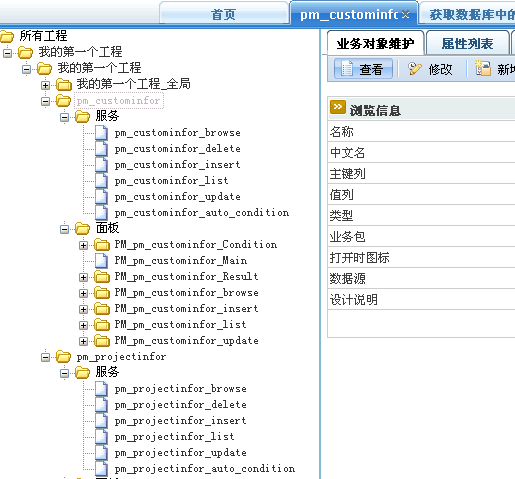 首页
pm_custominfo
获取数据库中的
所有工程
我的第一个工程
我的第一个工程
我的第一个工程_全局
pm_custominfor
服务
pm_custominfor_browse
pm_custominfor_delete
pm_custominfor_insert
pm_custominfor_list
pm_custominfor_update
pm_custominfor_auto_condition
面板
PM_pm_custominfor_Condition
PM_pm_custominfor_Main
PM_pm_custominfor_Result
PM_pm_custominfor_browse
PM_pm_custominfor_insert
PM_pm_custominfor_list
PM_pm_custominfor_update
pm_projectinfor
服务
pm_projectinfor_browse
pm_projectinfor_delete
pm_projectinfor_insert
pm_projectinfor_list
pm_projectinfor_update
pm_projectinfor_auto_condition
业务对象维护
属性列表
查看
修改
新增
浏览信息
名称
中文名
主键列
值列
类型
业务包
打开时图标
数据源
设计说明